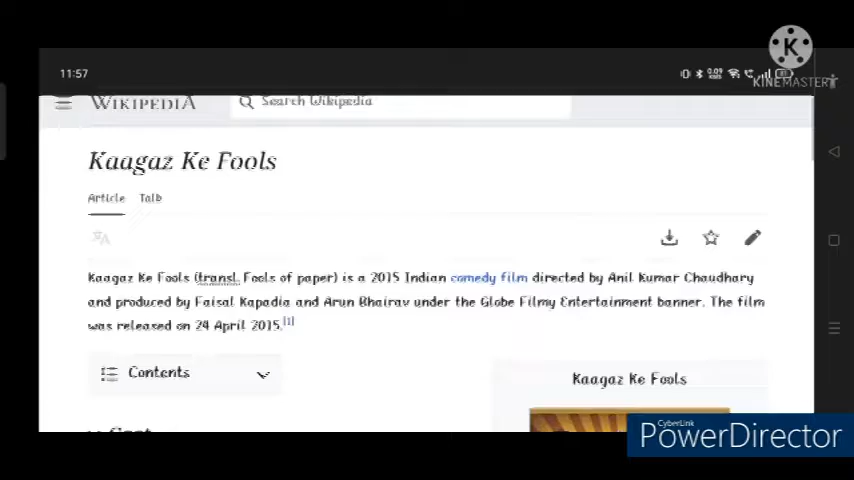 11:57
KINEMASTER
WIKIPEDIA
Search Wikipedia
Kaagaz Ke Fools
Article Talk
Kaagaz Ke Fools (transl. Fools of paper) is a 2015 Indian comedy film directed by Anil Kumar Chaudhary
and produced by Faisal Kapadia and Arun Bhairav under the Globe Filmy Entertainment banner. The film
was released on 24 April 2015.[1]
Contents
Kaagaz Ke Fools
CyberLink
PowerDirector